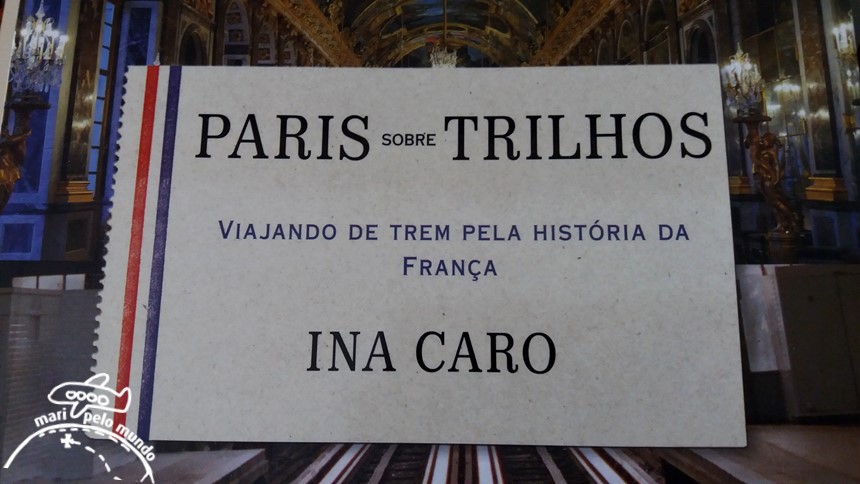 PARIS SOBRE TRILHOS
VIAJANDO DE TREM PELA HISTÓRIA DA
FRANÇA
INA CARO
mari pelo mundo